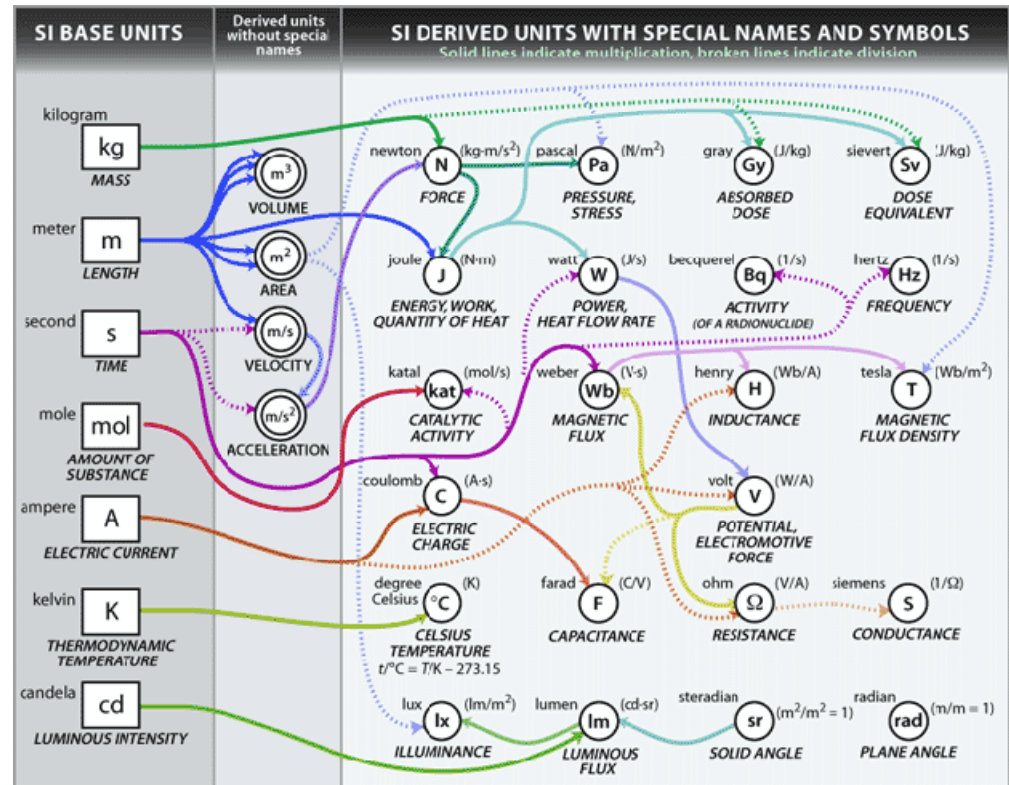 SI BASE UNITS
Derived units
without special
names
SI DERIVED UNITS WITH SPECIAL NAMES AND SYMBOLS
Solid lines indicate multiplication, broken lines indicate division
kilogram
kg
MASS
meter
m
LENGTH
second
s
TIME
mole
mol
AMOUNT OF
SUBSTANCE
ampere
A
ELECTRIC CURRENT
kelvin
K
THERMODYNAMIC
TEMPERATURE
candela
cd
LUMINOUS INTENSITY
m³
VOLUME
m²
AREA
m/s
VELOCITY
m/s²
ACCELERATION
newton N (kg·m/s²)
FORCE
pascal Pa (N/m²)
PRESSURE,
STRESS
gray Gy (J/kg)
ABSORBED
DOSE
sievert Sv (J/kg)
DOSE
EQUIVALENT
joule J (N·m)
ENERGY, WORK,
QUANTITY OF HEAT
watt W (J/s)
POWER,
HEAT FLOW RATE
becquerel Bq (1/s)
ACTIVITY
(OF A RADIONUCLIDE)
hertz Hz (1/s)
FREQUENCY
katal kat (mol/s)
CATALYTIC
ACTIVITY
weber Wb (V·s)
MAGNETIC
FLUX
henry H (Wb/A)
INDUCTANCE
tesla T (Wb/m²)
MAGNETIC
FLUX DENSITY
coulomb C (A·s)
ELECTRIC
CHARGE
volt V (W/A)
POTENTIAL,
ELECTROMOTIVE
FORCE
degree
Celsius °C (K)
CELSIUS
TEMPERATURE
t/°C = T/K – 273.15
farad F (C/V)
CAPACITANCE
ohm Ω (V/A)
RESISTANCE
siemens S (1/Ω)
CONDUCTANCE
lux lx (lm/m²)
ILLUMINANCE
lumen lm (cd·sr)
LUMINOUS
FLUX
steradian sr (m²/m² = 1)
SOLID ANGLE
radian rad (m/m = 1)
PLANE ANGLE